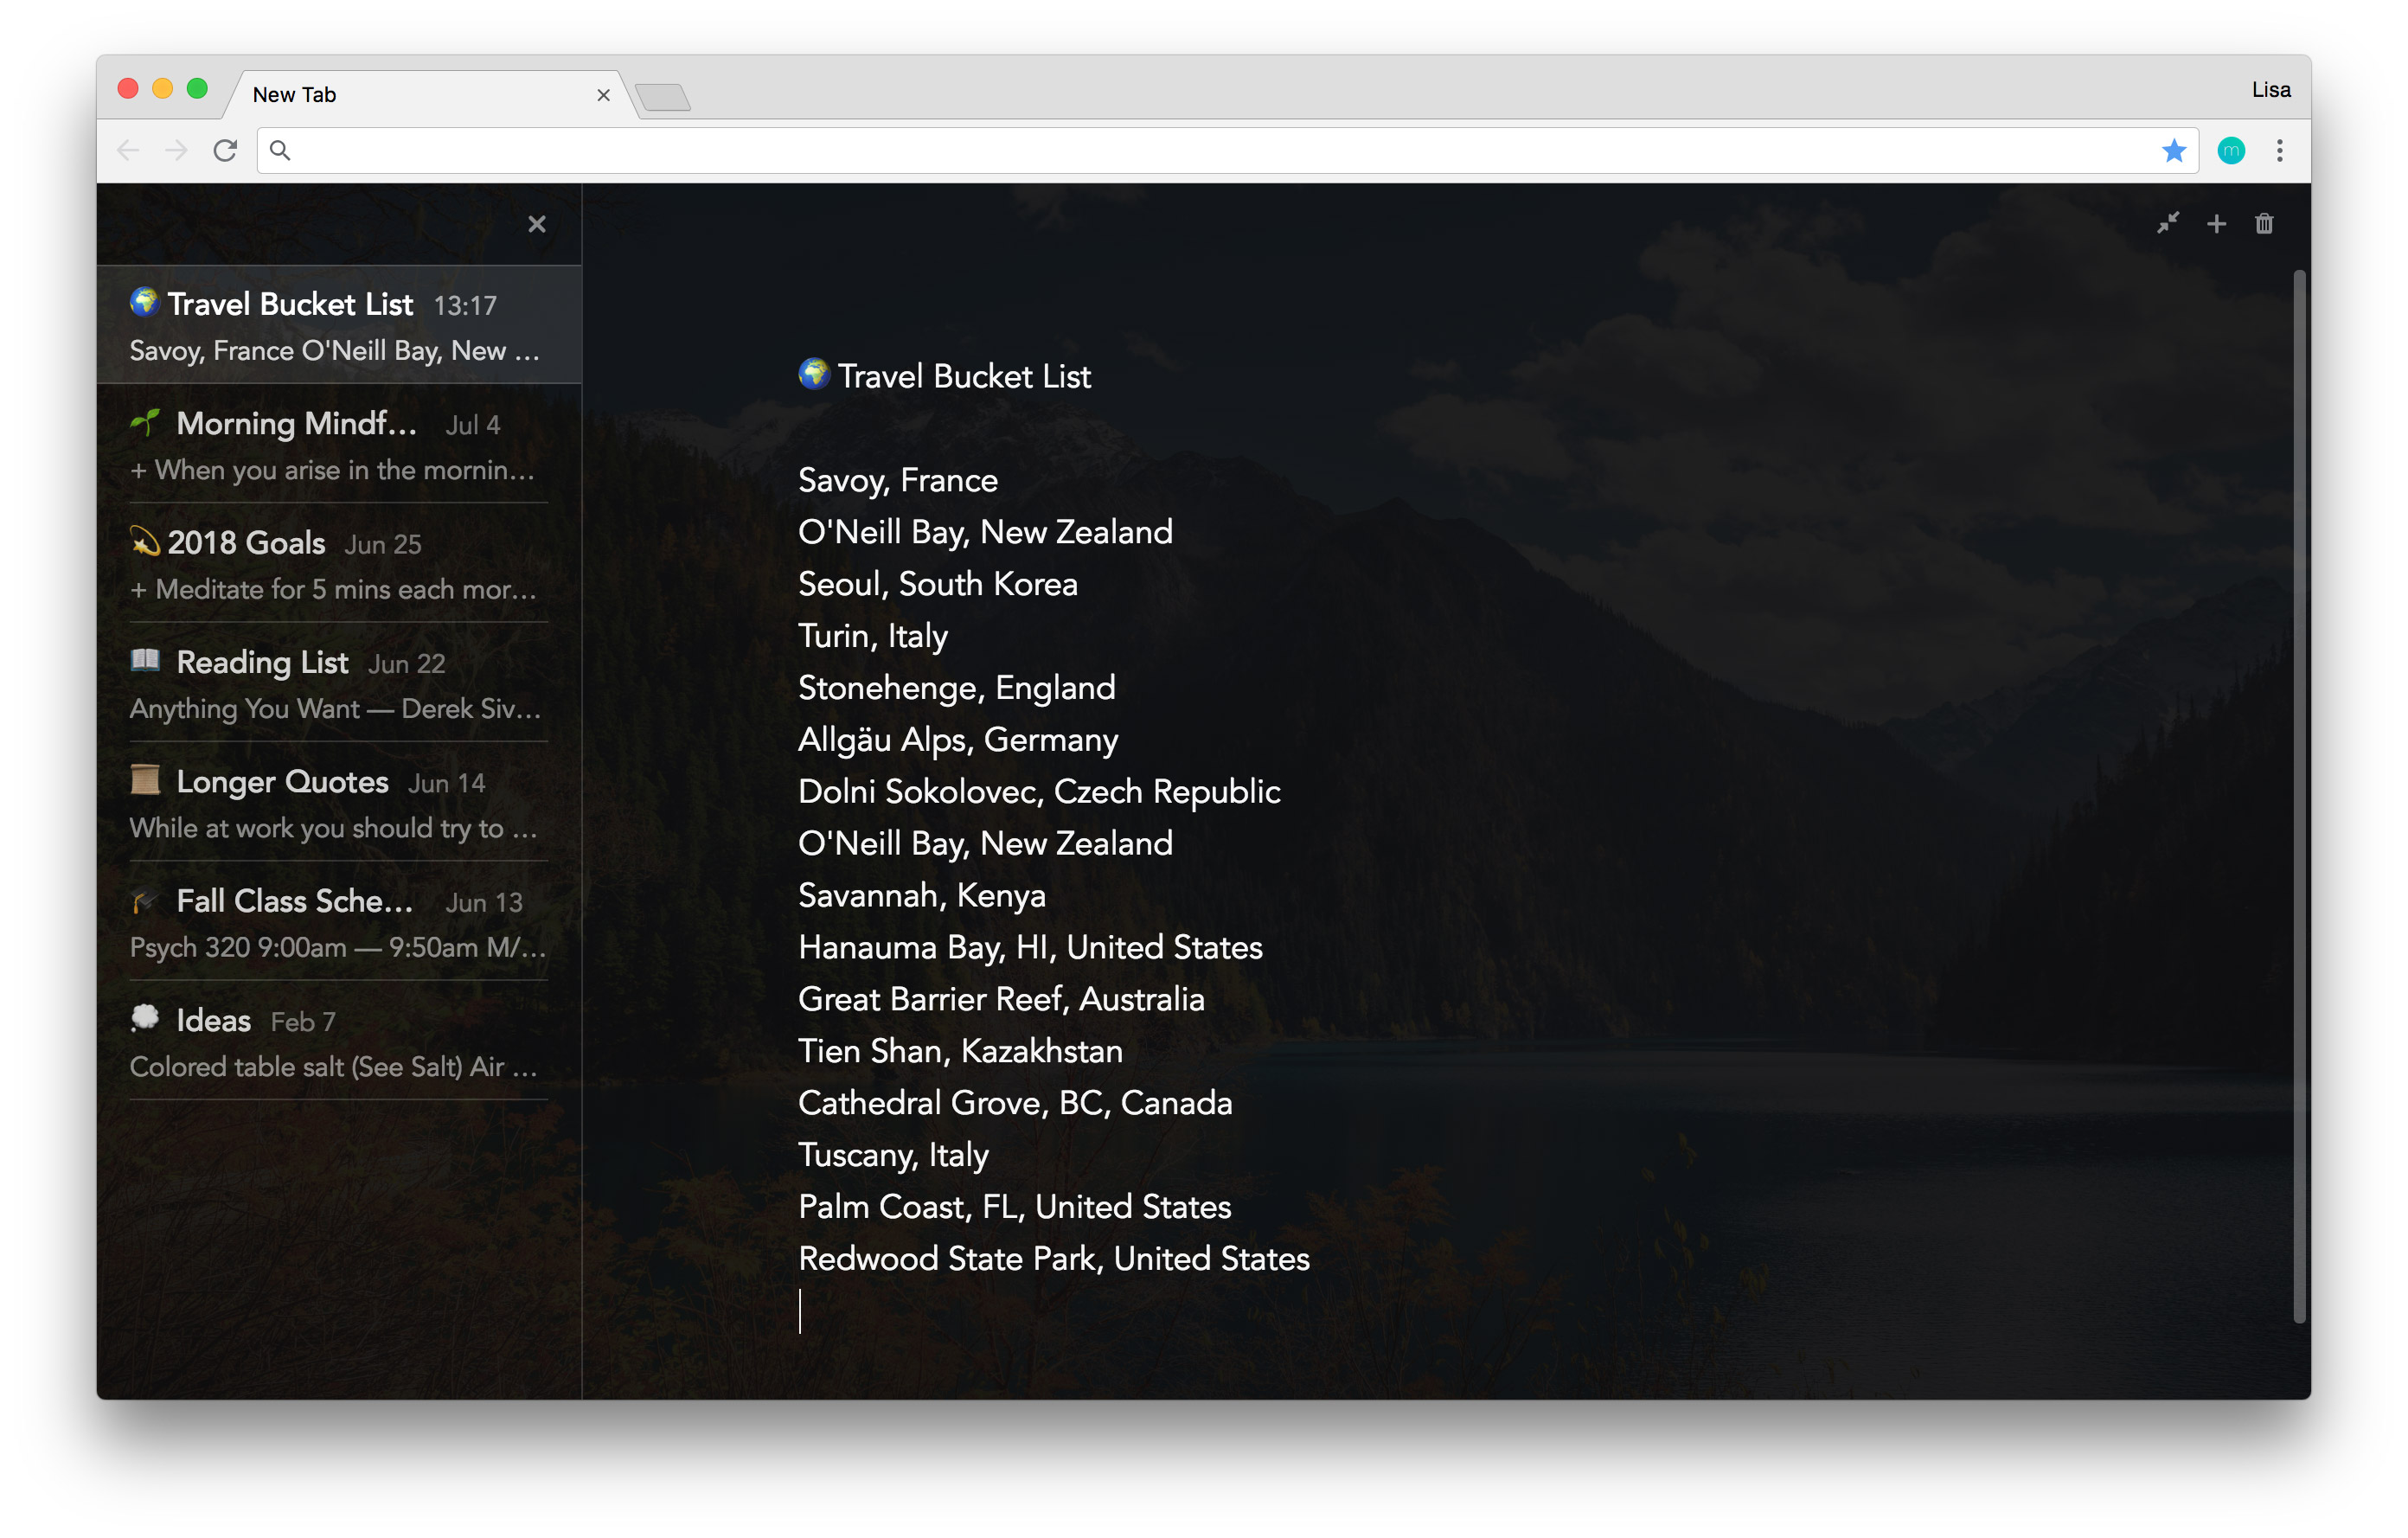 New Tab
Lisa
m
🌍 Travel Bucket List 13:17
Savoy, France O'Neill Bay, New ...
🌱 Morning Mindf... Jul 4
+ When you arise in the mornin...
💫 2018 Goals Jun 25
+ Meditate for 5 mins each mor...
📖 Reading List Jun 22
Anything You Want — Derek Siv...
📜 Longer Quotes Jun 14
While at work you should try to ...
🎓 Fall Class Sche... Jun 13
Psych 320 9:00am — 9:50am M/...
💭 Ideas Feb 7
Colored table salt (See Salt) Air ...
🌍 Travel Bucket List
Savoy, France
O'Neill Bay, New Zealand
Seoul, South Korea
Turin, Italy
Stonehenge, England
Allgäu Alps, Germany
Dolni Sokolovec, Czech Republic
O'Neill Bay, New Zealand
Savannah, Kenya
Hanauma Bay, HI, United States
Great Barrier Reef, Australia
Tien Shan, Kazakhstan
Cathedral Grove, BC, Canada
Tuscany, Italy
Palm Coast, FL, United States
Redwood State Park, United States